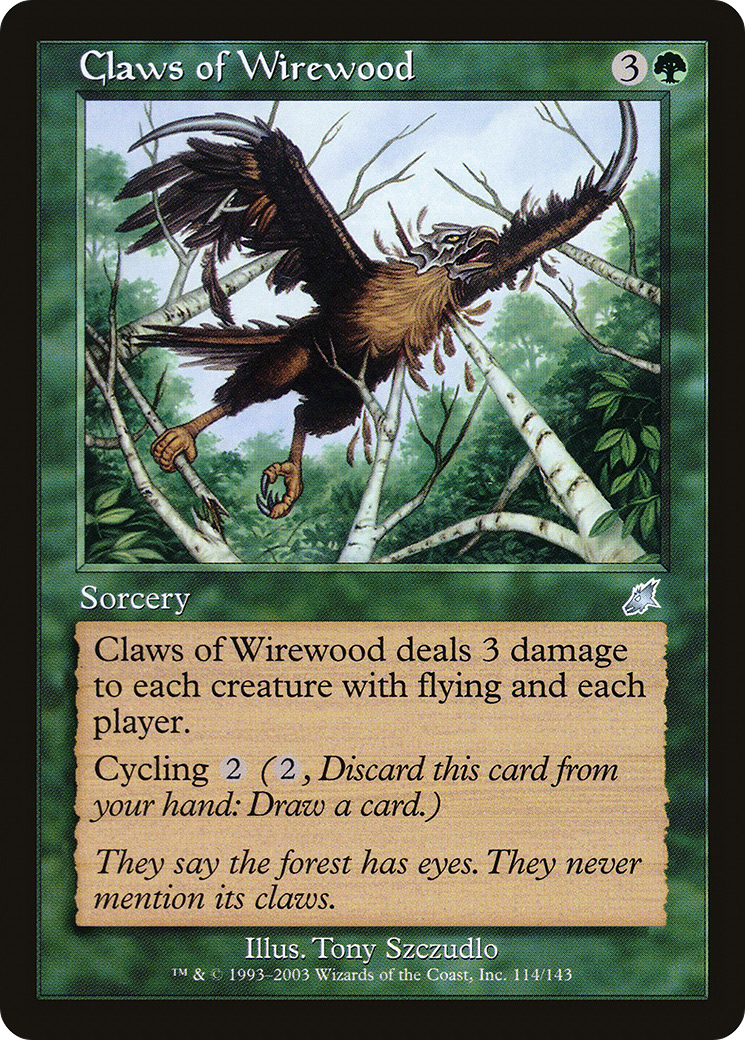 Claws of Wirewood
3
Sorcery
Claws of Wirewood deals 3 damage
to each creature with flying and each
player.
Cycling 2 (2, Discard this card from
your hand: Draw a card.)
They say the forest has eyes. They never
mention its claws.
Illus. Tony Szczudlo
™ & © 1993–2003 Wizards of the Coast, Inc. 114/143